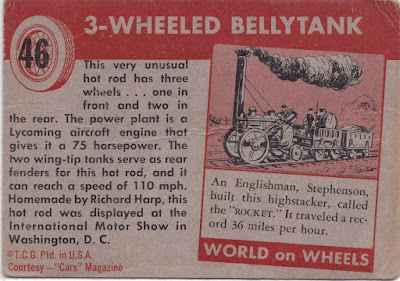 46
3-WHEELED BELLYTANK
This very unusual
hot rod has three
wheels . . . one in
front and two in
the rear. The power plant is a
Lycoming aircraft engine that
gives it a 75 horsepower. The
two wing-tip tanks serve as rear
fenders for this hot rod, and it
can reach a speed of 110 mph.
Homemade by Richard Harp, this
hot rod was displayed at the
International Motor Show in
Washington, D. C.
©T.C.G. Ptd. in U.S.A.
Courtesy—"Cars" Magazine
An Englishman, Stephenson,
built this highstacker, called
the "ROCKET." It traveled a rec-
ord 36 miles per hour.
WORLD on WHEELS